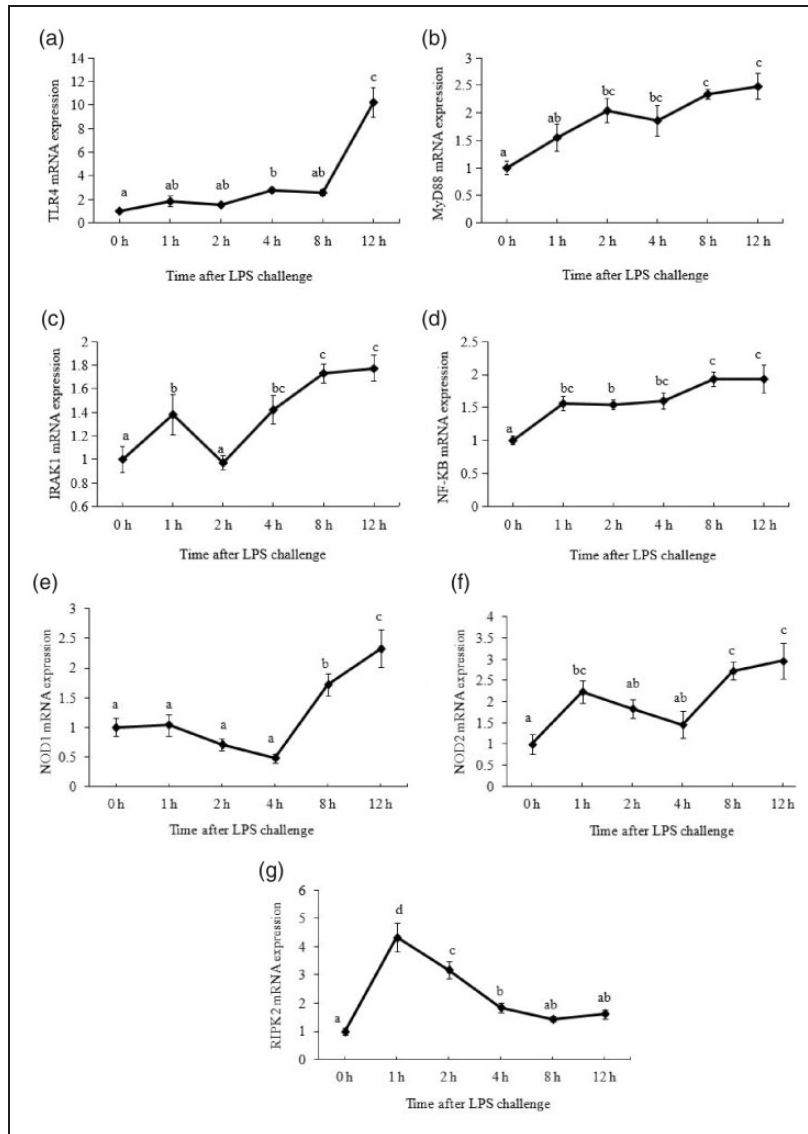 (a)
TLR4 mRNA expression
14
12
10
8
6
4
2
0
a
ab
ab
b
ab
c
0 h 1 h 2 h 4 h 8 h 12 h
Time after LPS challenge
(b)
MyD88 mRNA expression
3
2.5
2
1.5
1
0.5
0
a
ab
bc
bc
c
c
0 h 1 h 2 h 4 h 8 h 12 h
Time after LPS challenge
(c)
IRAK1 mRNA expression
2
1.8
1.6
1.4
1.2
1
0.8
0.6
a
b
a
bc
c
c
0 h 1 h 2 h 4 h 8 h 12 h
Time after LPS challenge
(d)
NF-KB mRNA expression
2.5
2
1.5
1
0.5
0
a
bc
b
bc
c
c
0 h 1 h 2 h 4 h 8 h 12 h
Time after LPS challenge
(e)
NOD1 mRNA expression
3
2.5
2
1.5
1
0.5
0
a
a
a
a
b
c
0 h 1 h 2 h 4 h 8 h 12 h
Time after LPS challenge
(f)
NOD2 mRNA expression
4
3.5
3
2.5
2
1.5
1
0.5
0
a
bc
ab
ab
c
c
0 h 1 h 2 h 4 h 8 h 12 h
Time after LPS challenge
(g)
RIPK2 mRNA expression
6
5
4
3
2
1
0
a
d
c
b
ab
ab
0 h 1 h 2 h 4 h 8 h 12 h
Time after LPS challenge